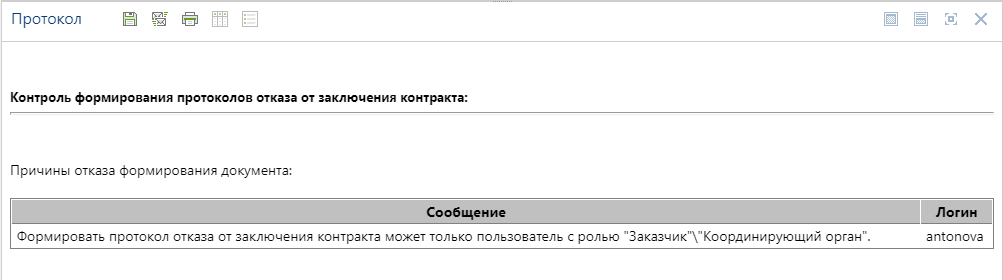 Протокол
Контроль формирования протоколов отказа от заключения контракта:
Причины отказа формирования документа:
Сообщение Логин
Формировать протокол отказа от заключения контракта может только пользователь с ролью "Заказчик"\"Координирующий орган". antonova